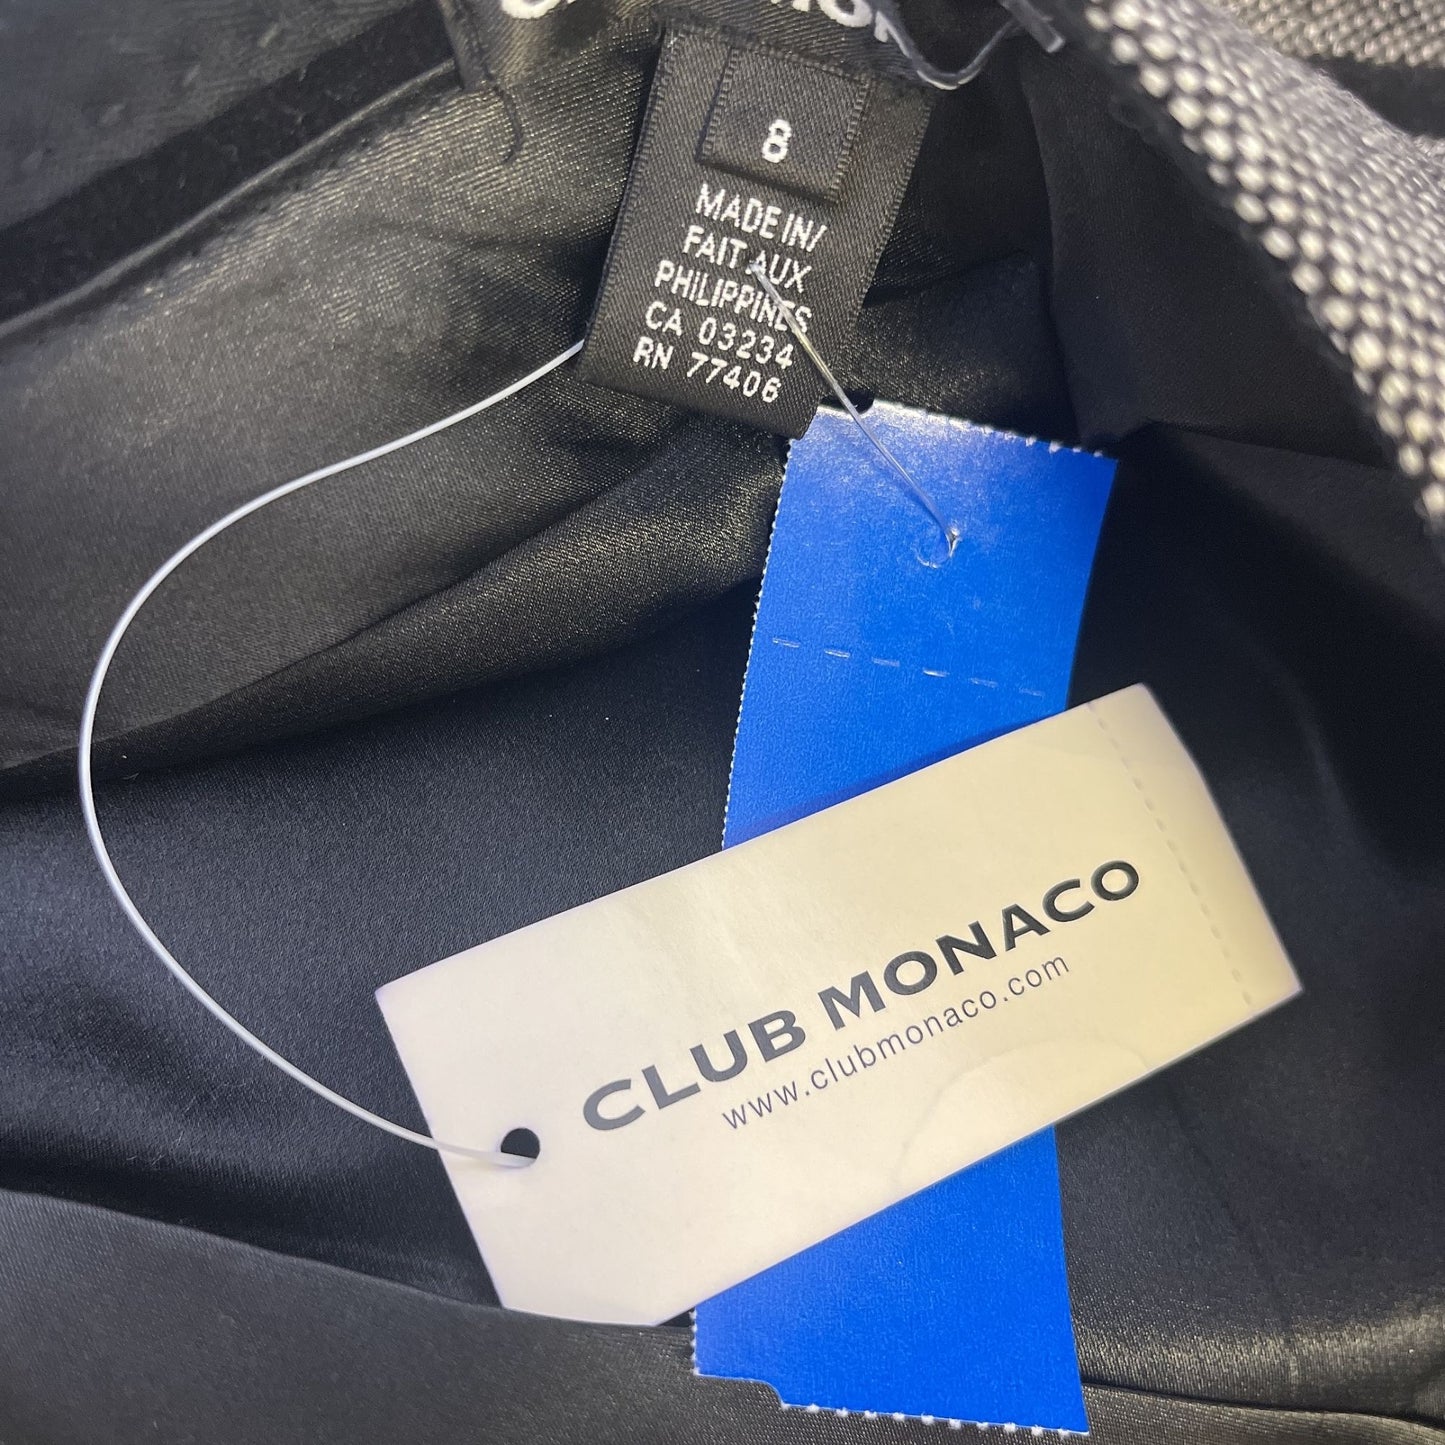 8
MADE IN/
FAIT AUX
PHILIPPINES
CA 03234
RN 77406
CLUB MONACO
www.clubmonaco.com